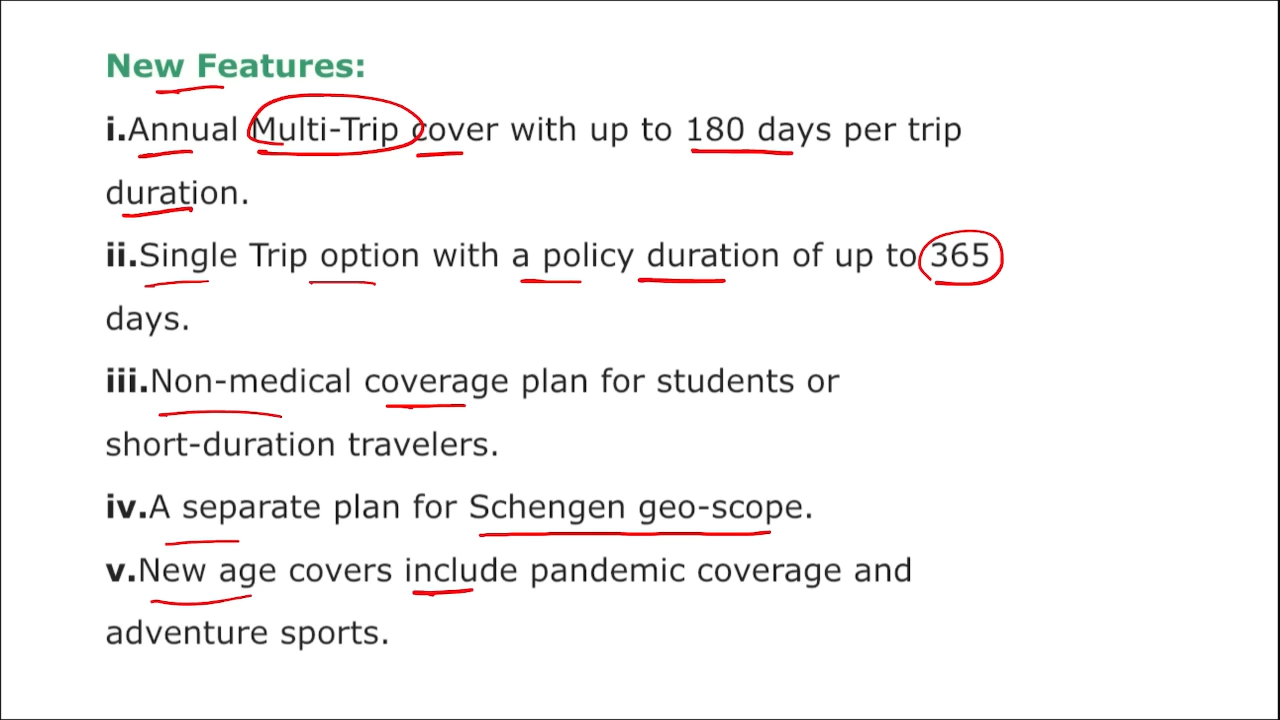 New Features:
i.Annual Multi-Trip cover with up to 180 days per trip
duration.
ii.Single Trip option with a policy duration of up to 365
days.
iii.Non-medical coverage plan for students or
short-duration travelers.
iv.A separate plan for Schengen geo-scope.
v.New age covers include pandemic coverage and
adventure sports.